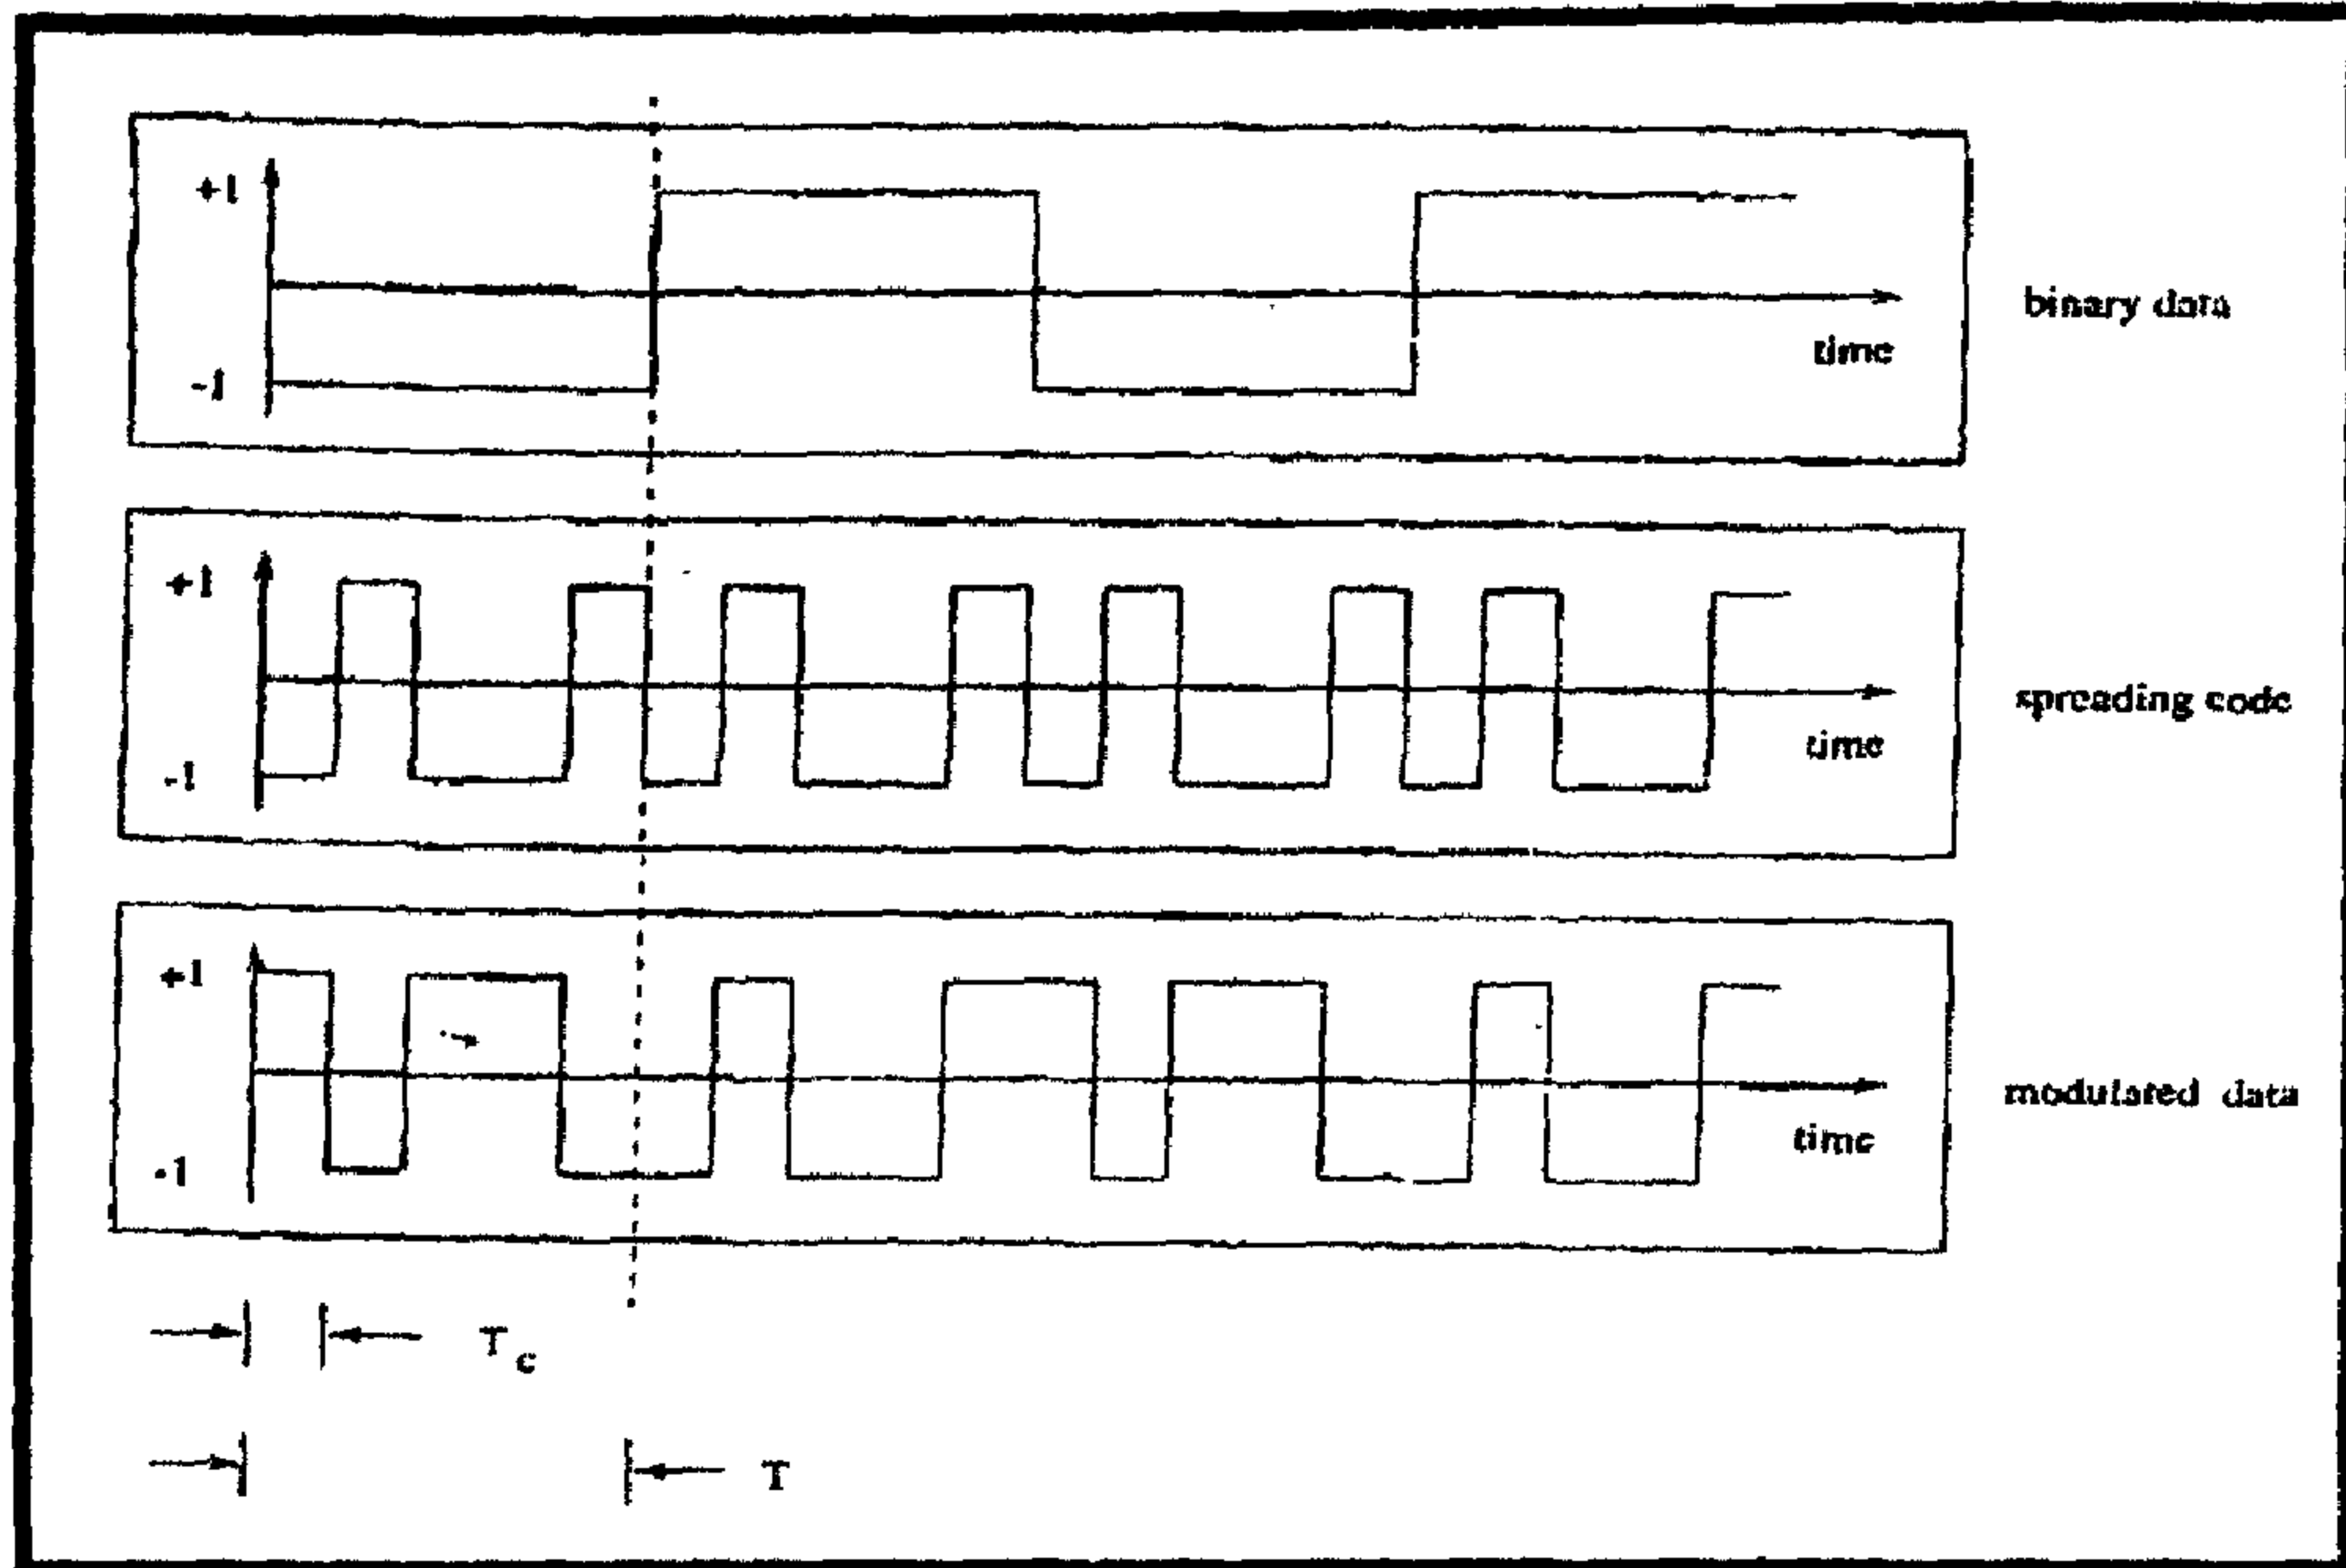 +1
-1
time
binary data
+1
-1
time
spreading code
+1
-1
time
modulated data
T c
T